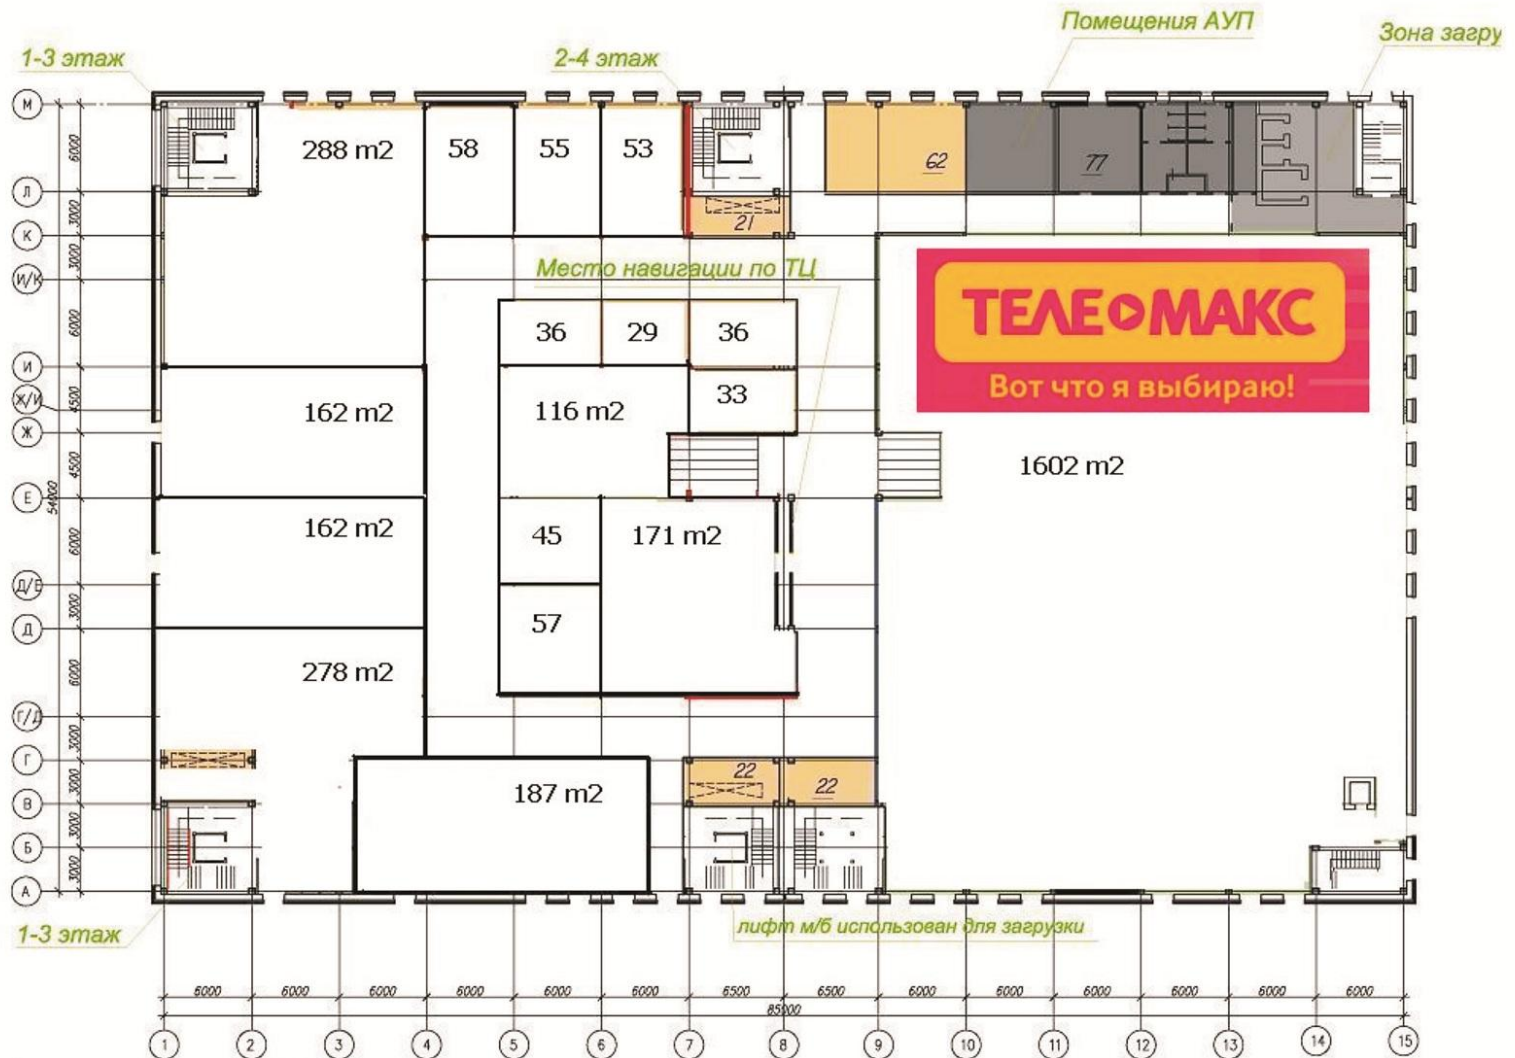 Помещения АУП
Зона загру
1-3 этаж
2-4 этаж
М
288 m2
58
55
53
6000
62
77
Л
3000
21
К
3000
Место навигации по ТЦ
И/К
ТЕЛЕМАКС
6000
36
29
36
И
Вот что я выбираю!
Ж/И
4500
162 m2
116 m2
33
Ж
4500
1602 m2
Е
54000
162 m2
45
171 m2
6000
Д/Е
3000
57
Д
6000
278 m2
Г/Д
3000
Г
22
22
3000
187 m2
В
3000
Б
3000
А
1-3 этаж
лифт м/б использован для загрузки
6000 6000 6000 6000 6000 6000 6500 6500 6000 6000 6000 6000 6000 6000
85000
1 2 3 4 5 6 7 8 9 10 11 12 13 14 15